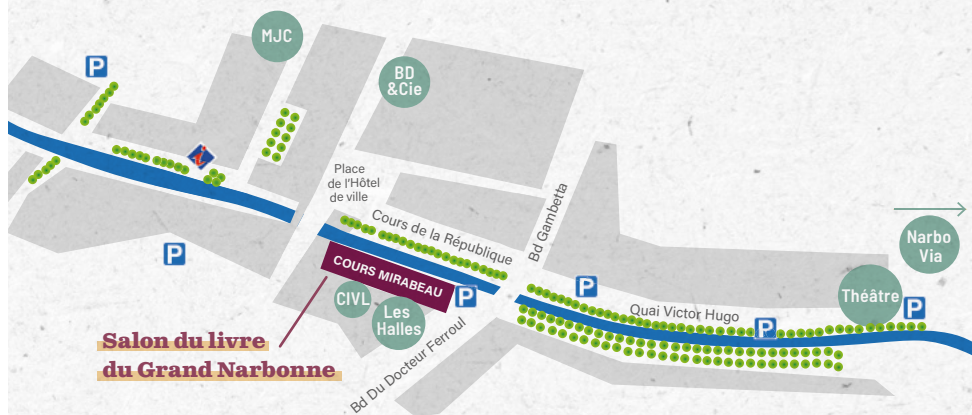 MJC
P
BD
&Cie
i
Place
de l'Hôtel
de ville
Cours de la République
Bd Gambetta
P
COURS MIRABEAU
Narbo
Via
P
P
CIVL
Les
Halles
Théâtre
P
Quai Victor Hugo
P
Salon du livre
du Grand Narbonne
Bd Du Docteur Ferroul